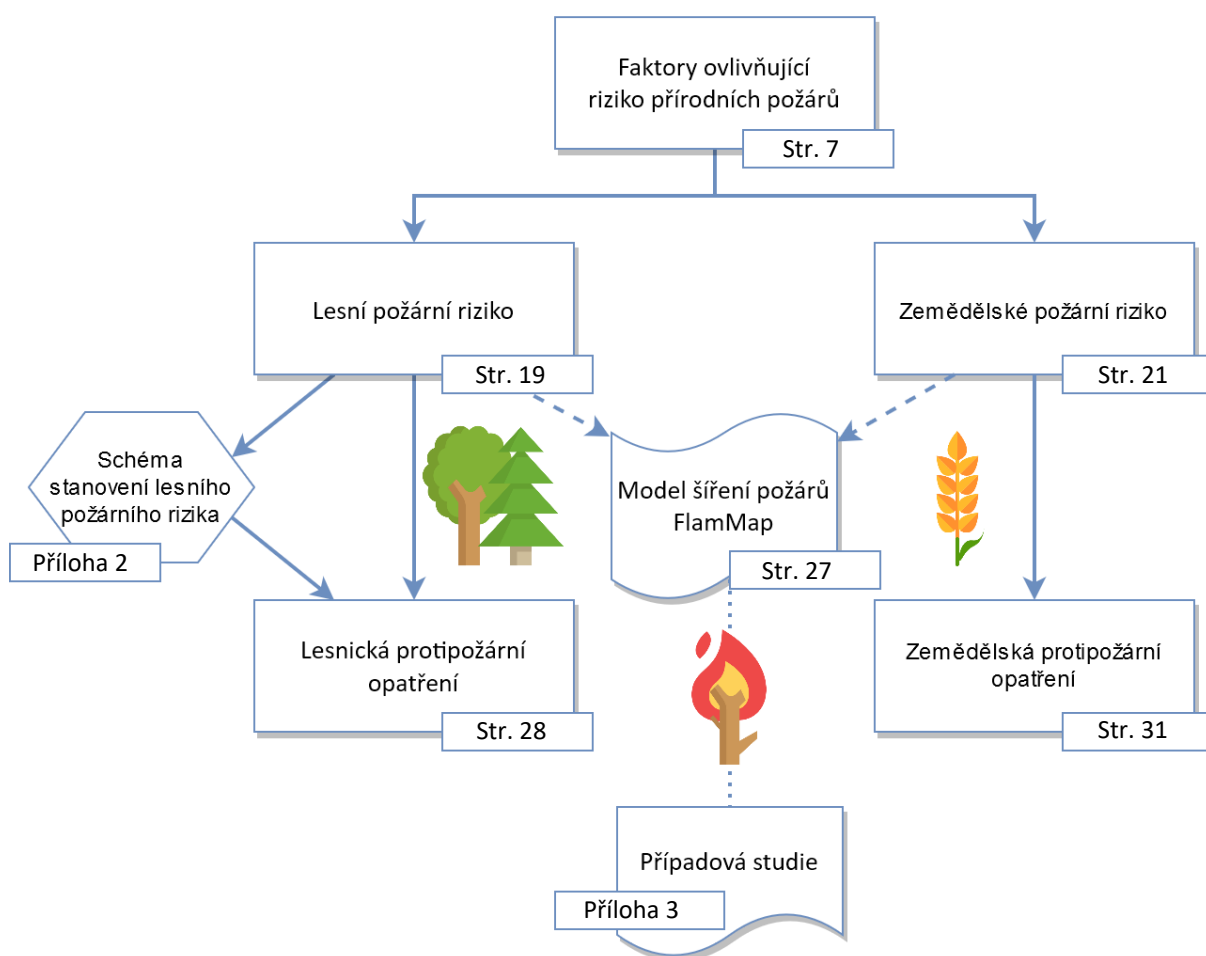 Faktory ovlivňující
riziko přírodních požárů
Str. 7
Lesní požární riziko
Str. 19
Zemědělské požární riziko
Str. 21
Schéma
stanovení lesního
požárního rizika
Příloha 2
Model šíření požárů
FlamMap
Str. 27
Lesnická protipožární
opatření
Str. 28
Zemědělská protipožární
opatření
Str. 31
Případová studie
Příloha 3